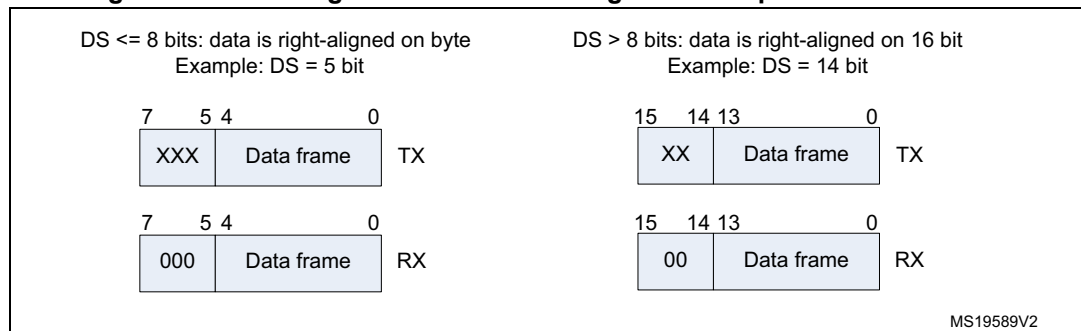 DS <= 8 bits: data is right-aligned on byte
Example: DS = 5 bit
7 5 4 0
XXX Data frame TX
7 5 4 0
000 Data frame RX
DS > 8 bits: data is right-aligned on 16 bit
Example: DS = 14 bit
15 14 13 0
XX Data frame TX
15 14 13 0
00 Data frame RX
MS19589V2